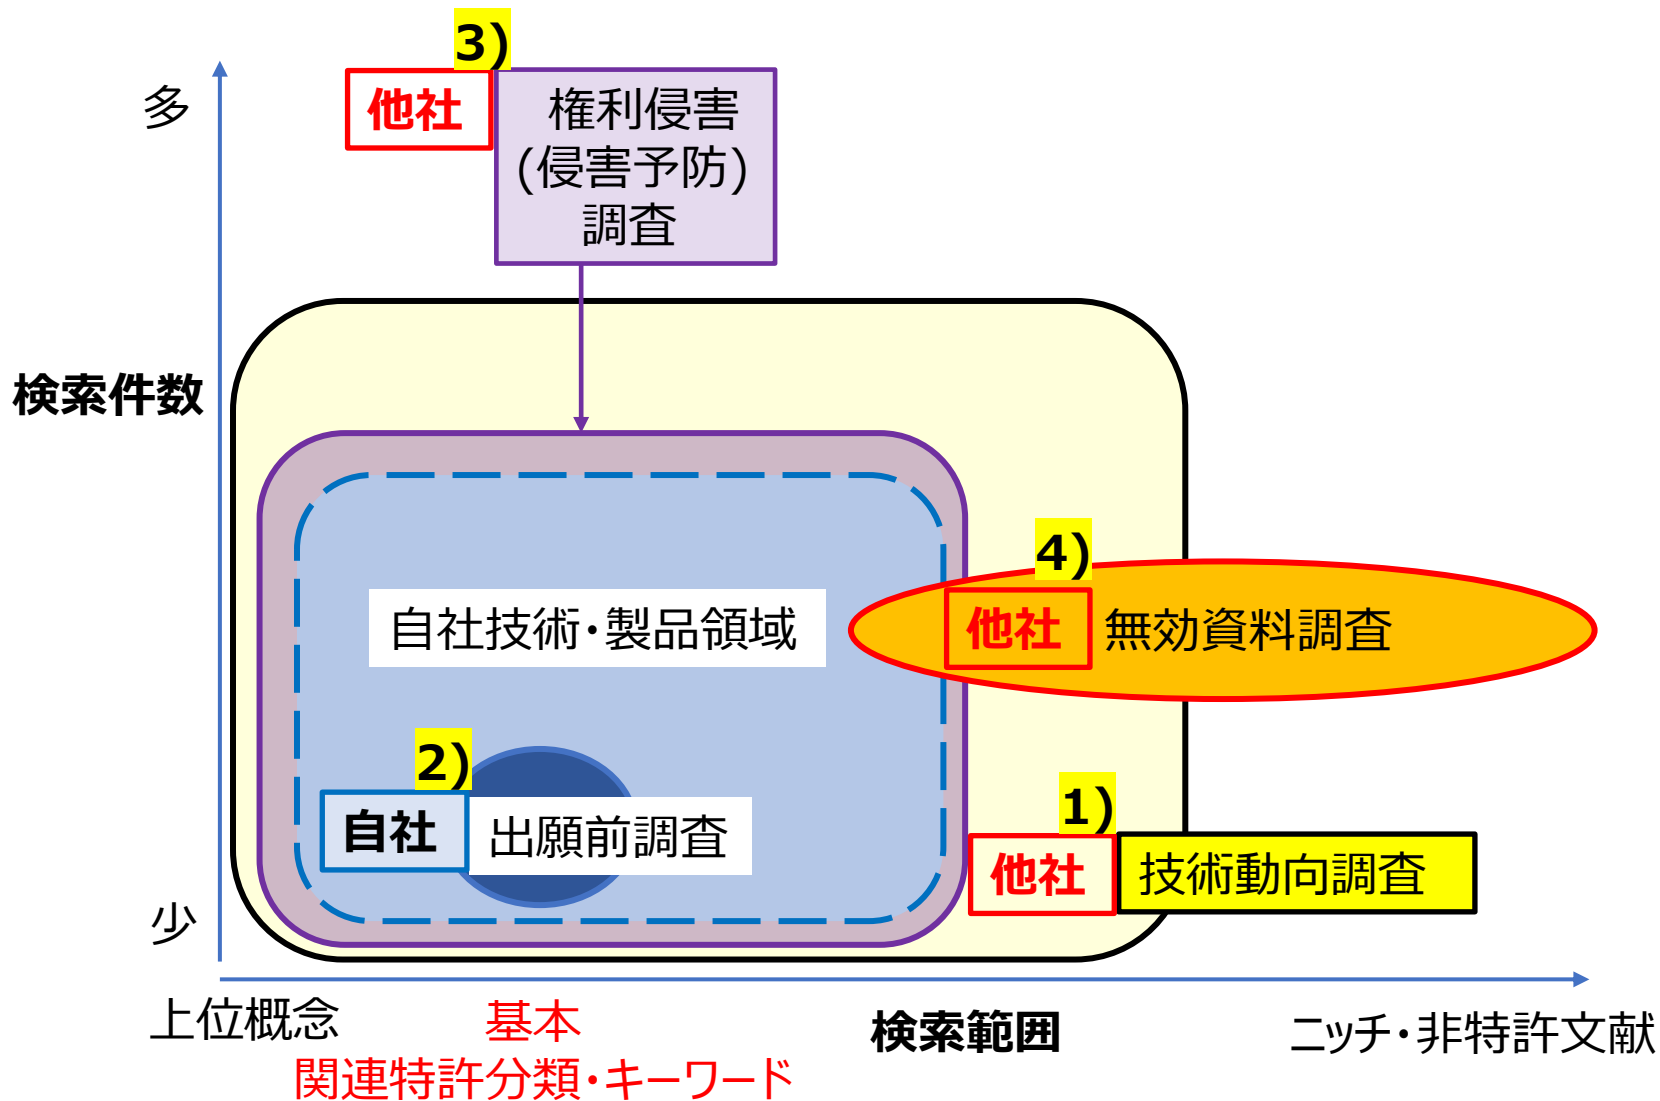 3)
多
他社
権利侵害
(侵害予防)
調査
検索件数
4)
自社技術・製品領域
他社
無効資料調査
2)
1)
自社
出願前調査
他社
技術動向調査
少
上位概念
基本
検索範囲
ニッチ・非特許文献
関連特許分類・キーワード